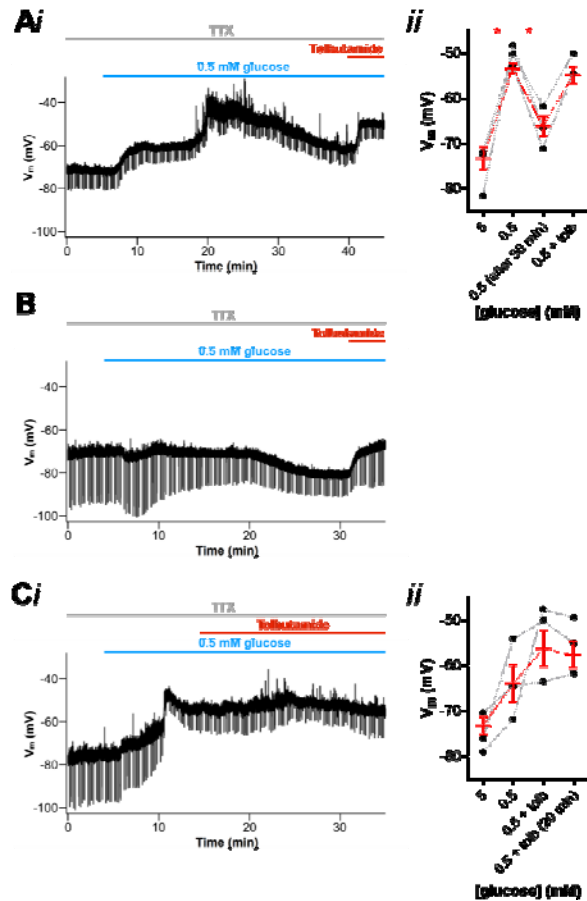 Ai
TTX
Tolbutamide
0.5 mM glucose
Vm (mV)
-40
-60
-80
-100
0
10
20
30
40
Time (min)
ii
* *
Vm (mV)
-50
-60
-70
-80
5
0.5
0.5 (after 30 min)
0.5 + tolb
[glucose] (mM)
B
TTX
Tolbutamide
0.5 mM glucose
Vm (mV)
-40
-60
-80
-100
0
10
20
30
Time (min)
Ci
TTX
Tolbutamide
0.5 mM glucose
Vm (mV)
-40
-60
-80
-100
0
10
20
30
Time (min)
ii
Vm (mV)
-50
-60
-70
-80
5
0.5
0.5 + tolb
0.5 + tolb (20 min)
[glucose] (mM)